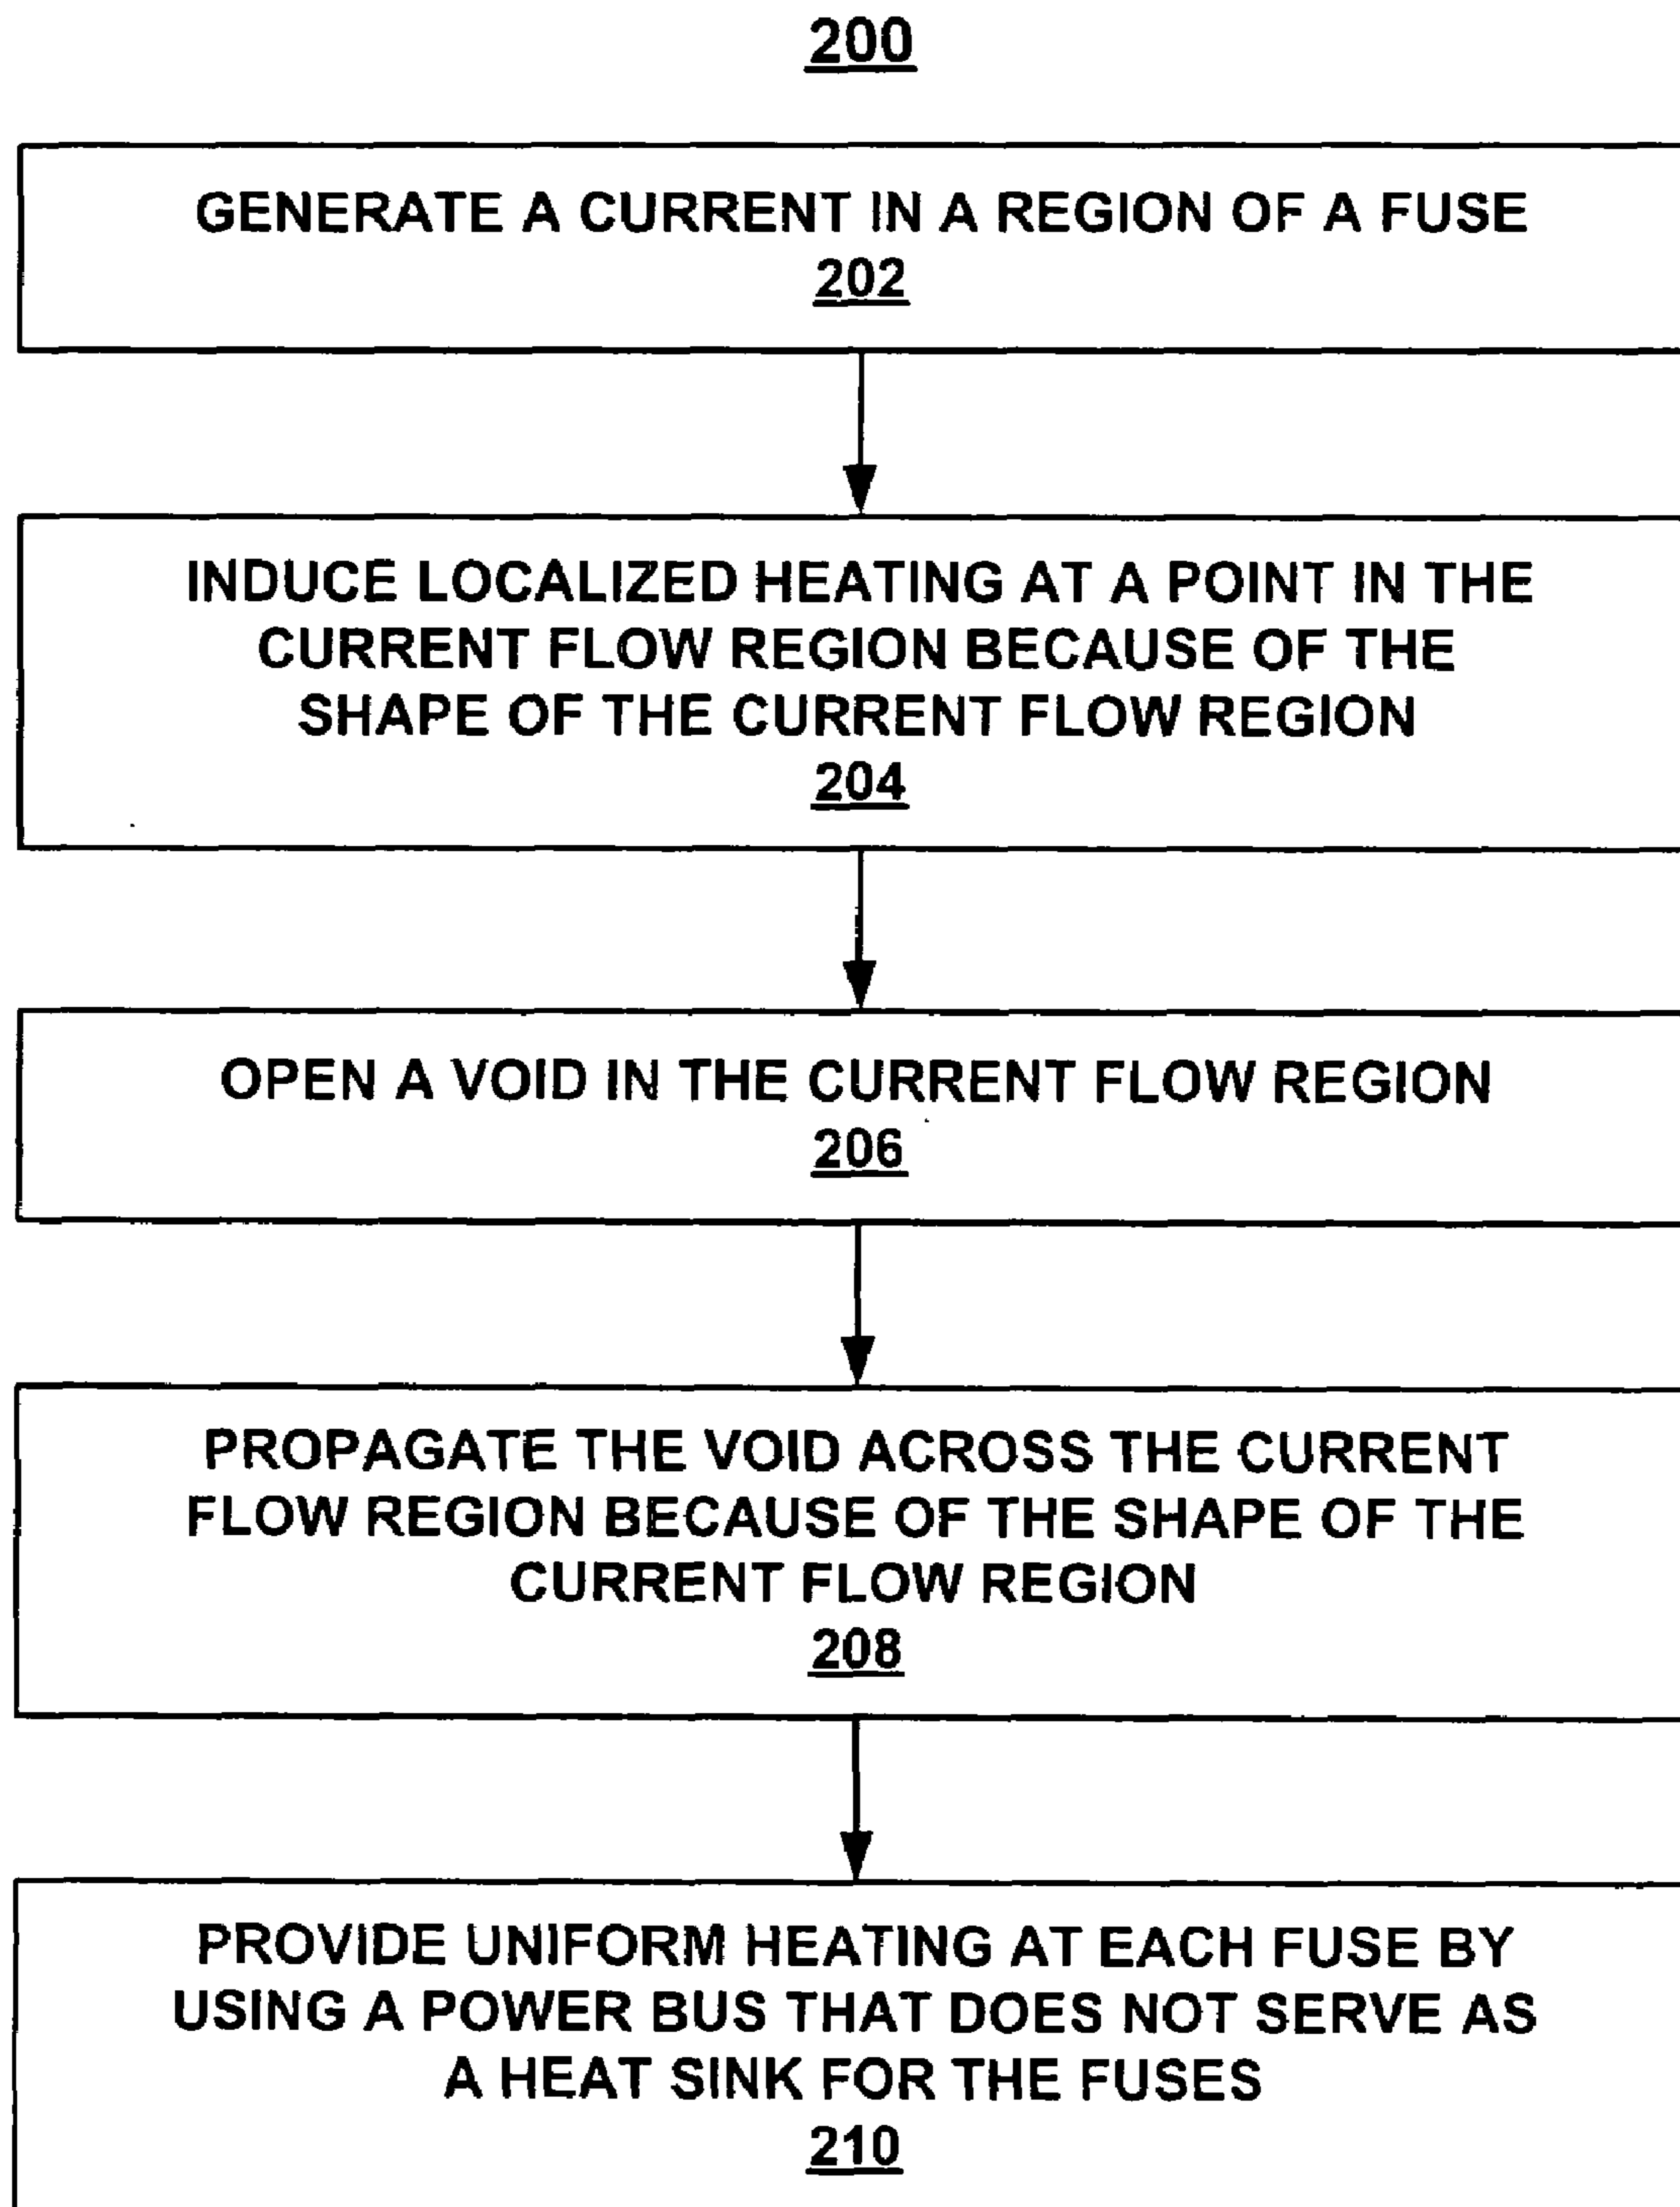 200
GENERATE A CURRENT IN A REGION OF A FUSE
202
INDUCE LOCALIZED HEATING AT A POINT IN THE
CURRENT FLOW REGION BECAUSE OF THE
SHAPE OF THE CURRENT FLOW REGION
204
OPEN A VOID IN THE CURRENT FLOW REGION
206
PROPAGATE THE VOID ACROSS THE CURRENT
FLOW REGION BECAUSE OF THE SHAPE OF THE
CURRENT FLOW REGION
208
PROVIDE UNIFORM HEATING AT EACH FUSE BY
USING A POWER BUS THAT DOES NOT SERVE AS
A HEAT SINK FOR THE FUSES
210